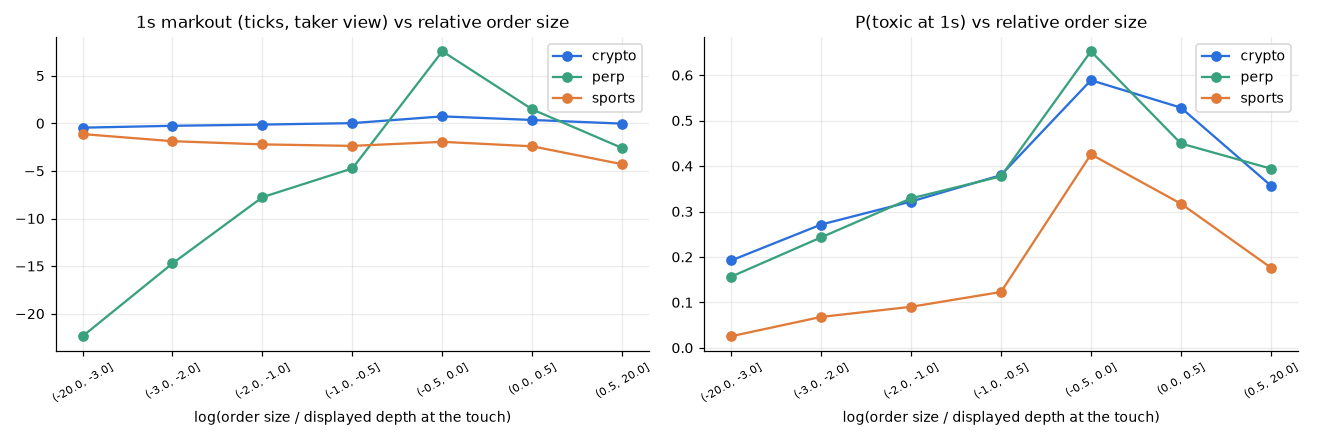 1s markout (ticks, taker view) vs relative order size
crypto
perp
sports
5
0
−5
−10
−15
−20
(-20.0, -3.0]
(-3.0, -2.0]
(-2.0, -1.0]
(-1.0, -0.5]
(-0.5, 0.0]
(0.0, 0.5]
(0.5, 20.0]
log(order size / displayed depth at the touch)
P(toxic at 1s) vs relative order size
crypto
perp
sports
0.6
0.5
0.4
0.3
0.2
0.1
0.0
(-20.0, -3.0]
(-3.0, -2.0]
(-2.0, -1.0]
(-1.0, -0.5]
(-0.5, 0.0]
(0.0, 0.5]
(0.5, 20.0]
log(order size / displayed depth at the touch)